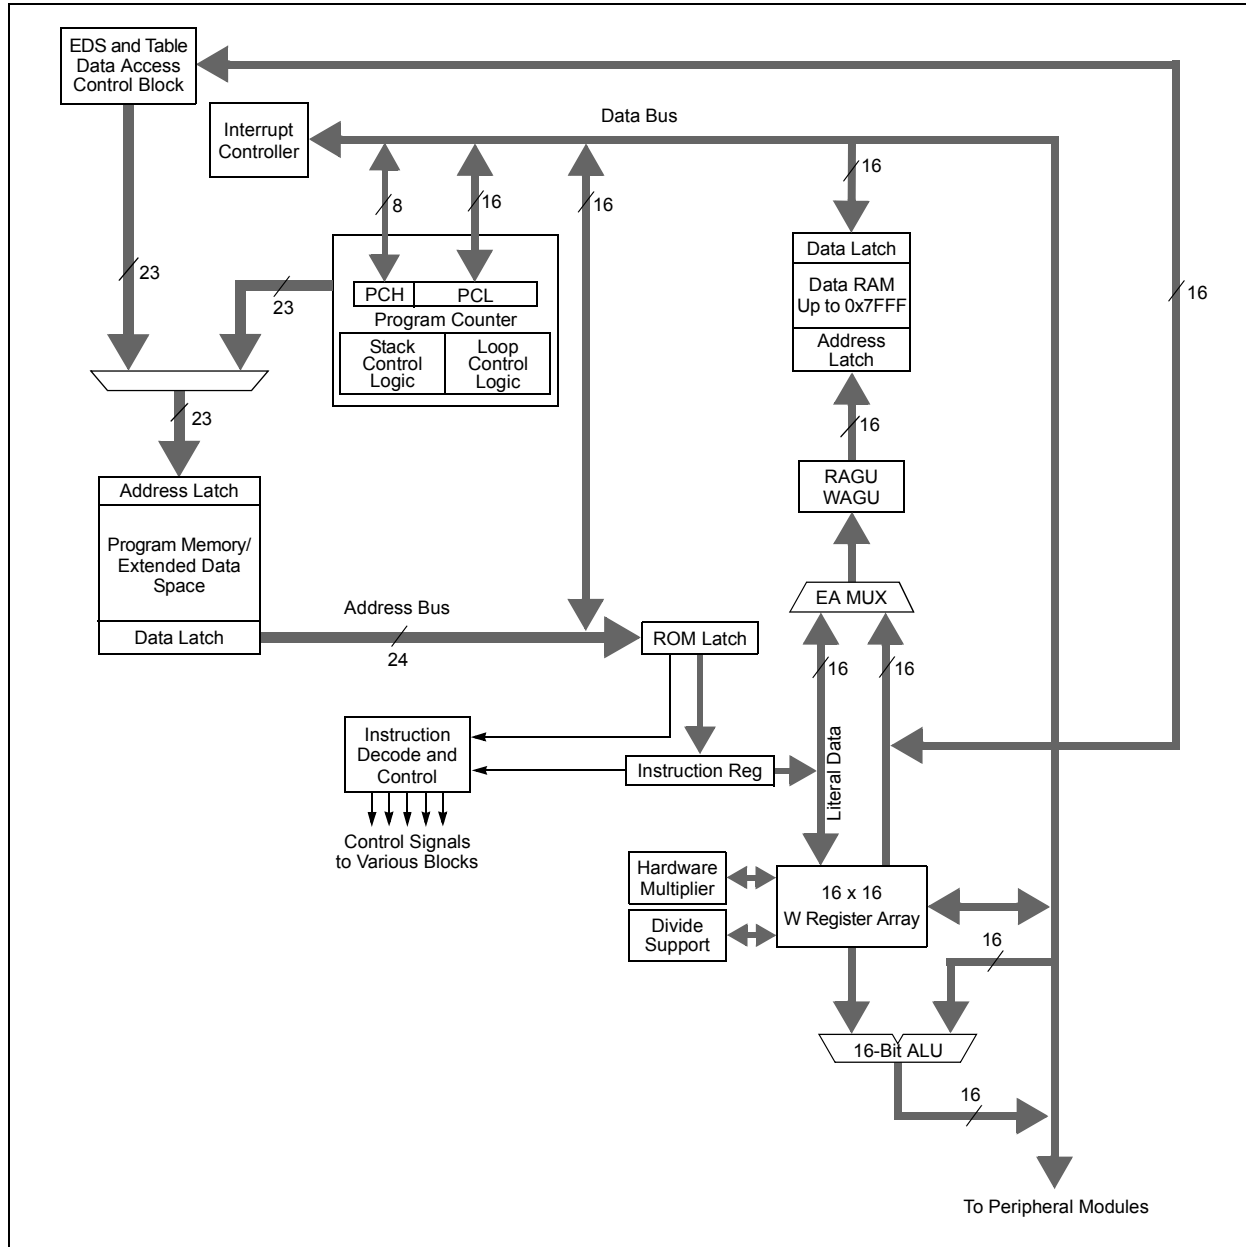 EDS and Table
Data Access
Control Block
Data Bus
Interrupt
Controller
16
8
16
16
Data Latch
Data RAM
Up to 0x7FFF
Address
Latch
16
23
23
PCH
PCL
Program Counter
Stack
Control
Logic
Loop
Control
Logic
23
16
RAGU
WAGU
Address Latch
Program Memory/
Extended Data
Space
Data Latch
EA MUX
Address Bus
24
ROM Latch
16
16
Instruction
Decode and
Control
Instruction Reg
Literal Data
Control Signals
to Various Blocks
Hardware
Multiplier
16 x 16
W Register Array
Divide
Support
16
16-Bit ALU
16
To Peripheral Modules